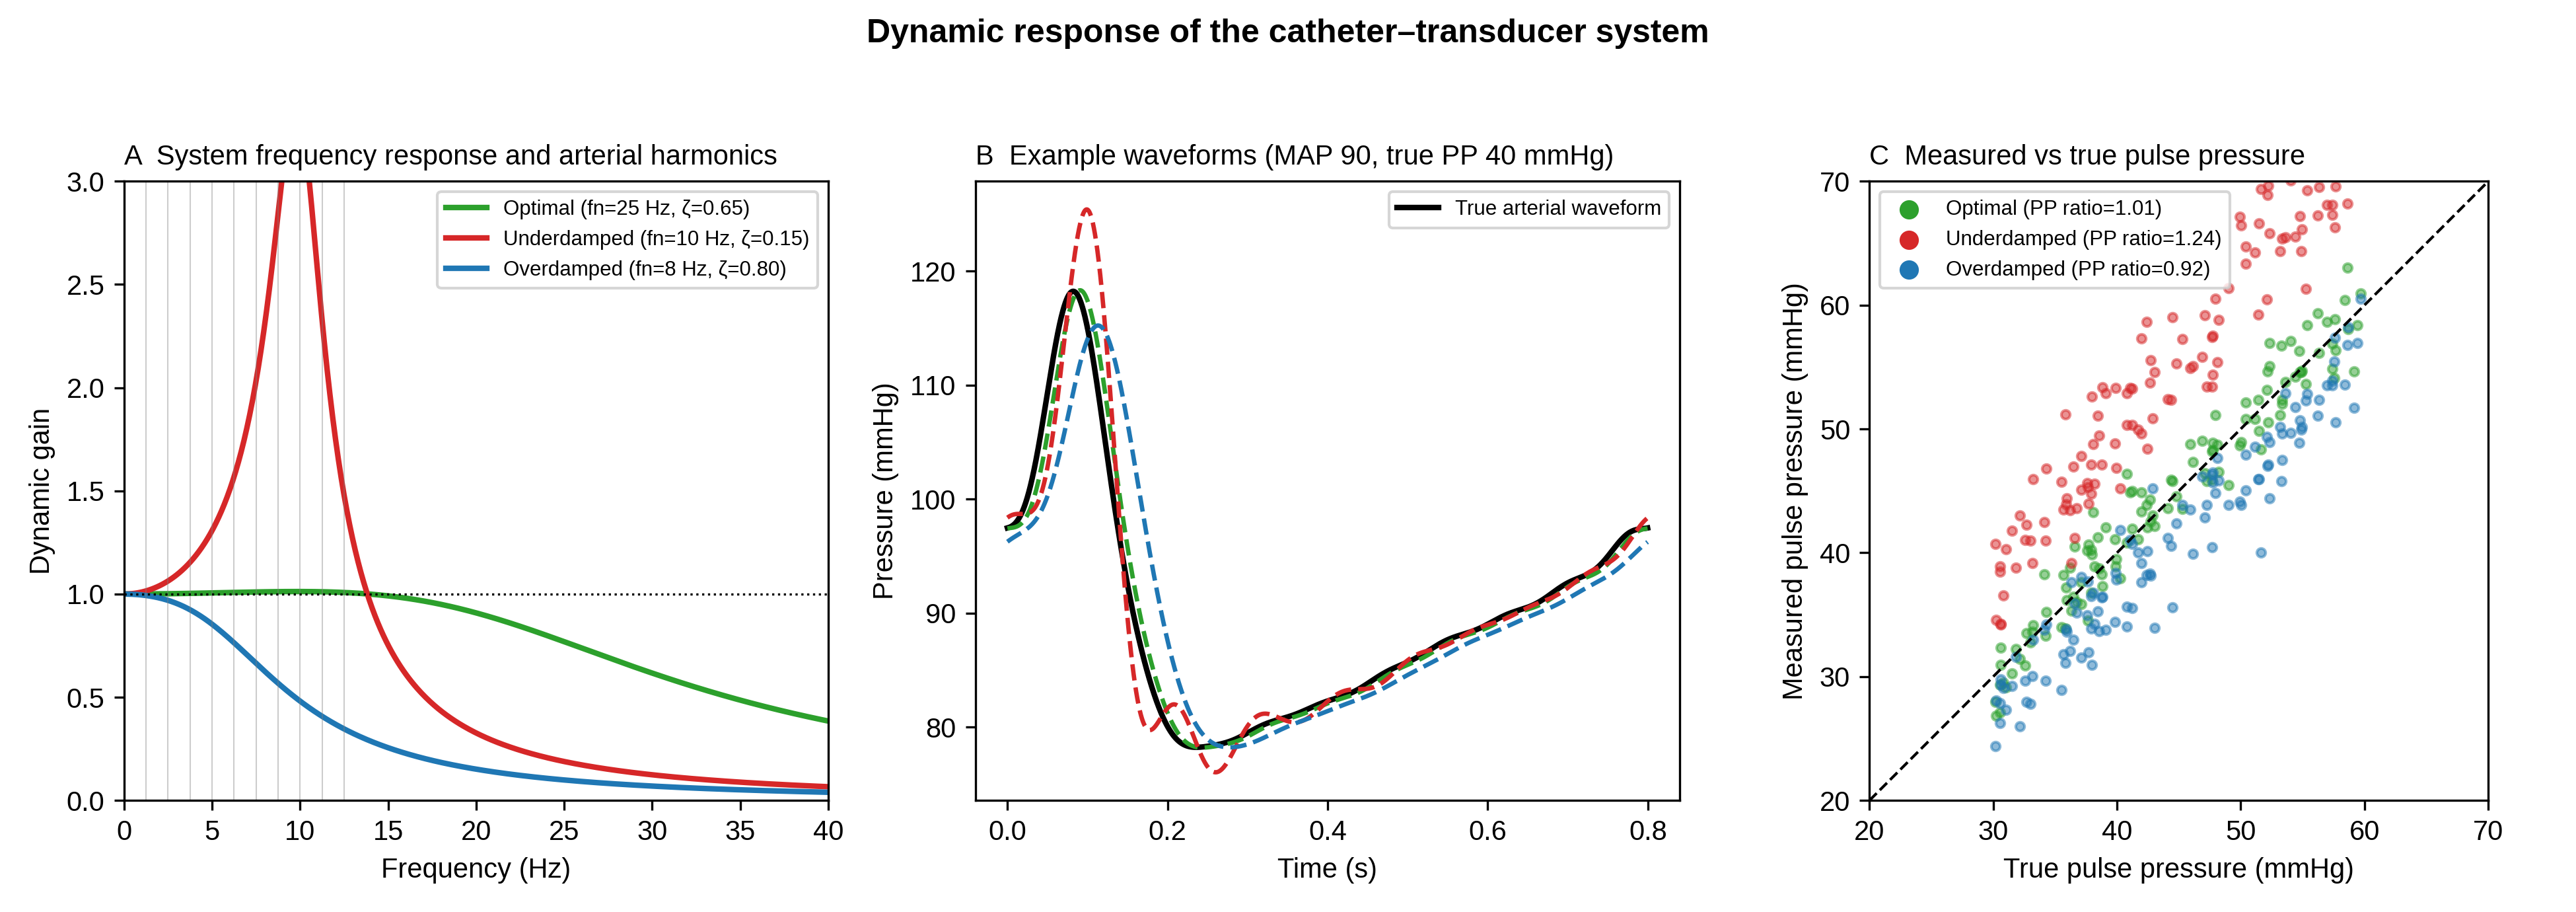 Dynamic response of the catheter–transducer system
A  System frequency response and arterial harmonics
Dynamic gain
3.0
2.5
2.0
1.5
1.0
0.5
0.0
Optimal (fn=25 Hz, ζ=0.65)
Underdamped (fn=10 Hz, ζ=0.15)
Overdamped (fn=8 Hz, ζ=0.80)
0 5 10 15 20 25 30 35 40
Frequency (Hz)
B  Example waveforms (MAP 90, true PP 40 mmHg)
Pressure (mmHg)
120
110
100
90
80
True arterial waveform
0.0 0.2 0.4 0.6 0.8
Time (s)
C  Measured vs true pulse pressure
Measured pulse pressure (mmHg)
70
60
50
40
30
20
Optimal (PP ratio=1.01)
Underdamped (PP ratio=1.24)
Overdamped (PP ratio=0.92)
20 30 40 50 60 70
True pulse pressure (mmHg)